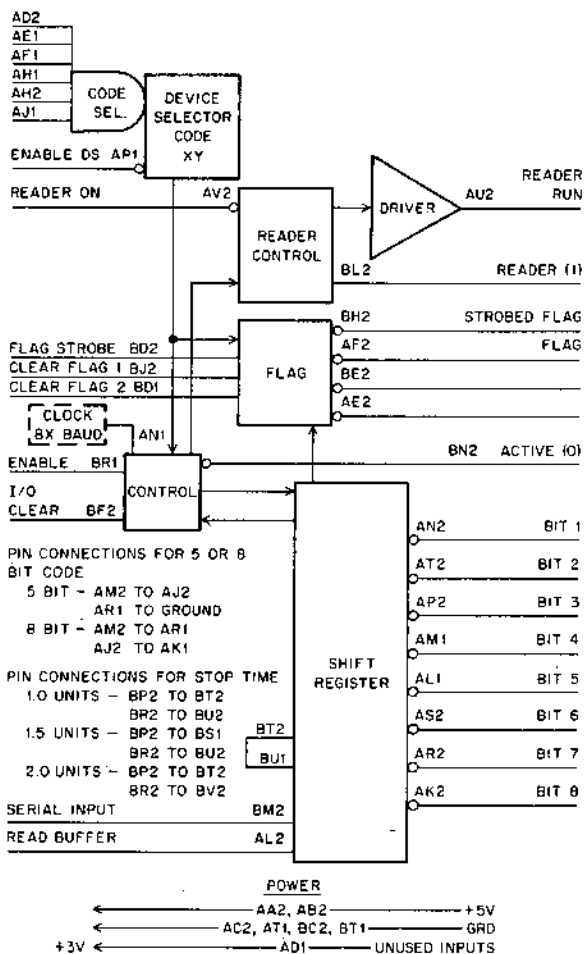 AD2
AE1
AF1
AH1
AH2
AJ1
CODE
SEL.
DEVICE
SELECTOR
CODE
XY
ENABLE DS AP1
READER ON AV2
READER
CONTROL
DRIVER
AU2
READER
RUN
BL2 READER (1)
BH2 STROBED FLAG
AF2 FLAG
BE2
AE2
FLAG STROBE BD2
CLEAR FLAG 1 BJ2
CLEAR FLAG 2 BD1
FLAG
CLOCK
8X BAUD
AN1
ENABLE BR1
I/O
CLEAR BF2
CONTROL
BN2 ACTIVE (0)
PIN CONNECTIONS FOR 5 OR 8
BIT CODE
5 BIT - AM2 TO AJ2
AR1 TO GROUND
8 BIT - AM2 TO AR1
AJ2 TO AK1
PIN CONNECTIONS FOR STOP TIME
1.0 UNITS - BP2 TO BT2
BR2 TO BU2
1.5 UNITS - BP2 TO BS1
BR2 TO BU2
2.0 UNITS - BP2 TO BT2
BR2 TO BV2
BT2
BU1
SERIAL INPUT BM2
READ BUFFER AL2
SHIFT
REGISTER
AN2 BIT 1
AT2 BIT 2
AP2 BIT 3
AM1 BIT 4
AL1 BIT 5
AS2 BIT 6
AR2 BIT 7
AK2 BIT 8
POWER
AA2, AB2 +5V
AC2, AT1, BC2, BT1 GRD
+3V AD1 UNUSED INPUTS